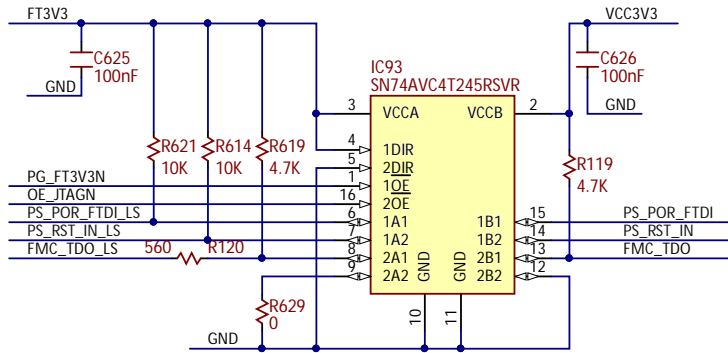 FT3V3 VCC3V3
C625 IC93 C626
100nF SN74AVC4T245RSVR 100nF
GND 3 VCCA VCCB 2 GND
4 1DIR
R621 R614 R619 5 2DIR R119
10K 10K 4.7K 4.7K
PG_FT3V3N 1 1OE
OE_JTAGN 16 2OE
PS_POR_FTDI_LS 6 1A1 1B1 15 PS_POR_FTDI
PS_RST_IN_LS 7 1A2 1B2 14 PS_RST_IN
FMC_TDO_LS 560 R120 8 2A1 2B1 13 FMC_TDO
9 2A2 GND GND 2B2 12
R629
0
10 11
GND